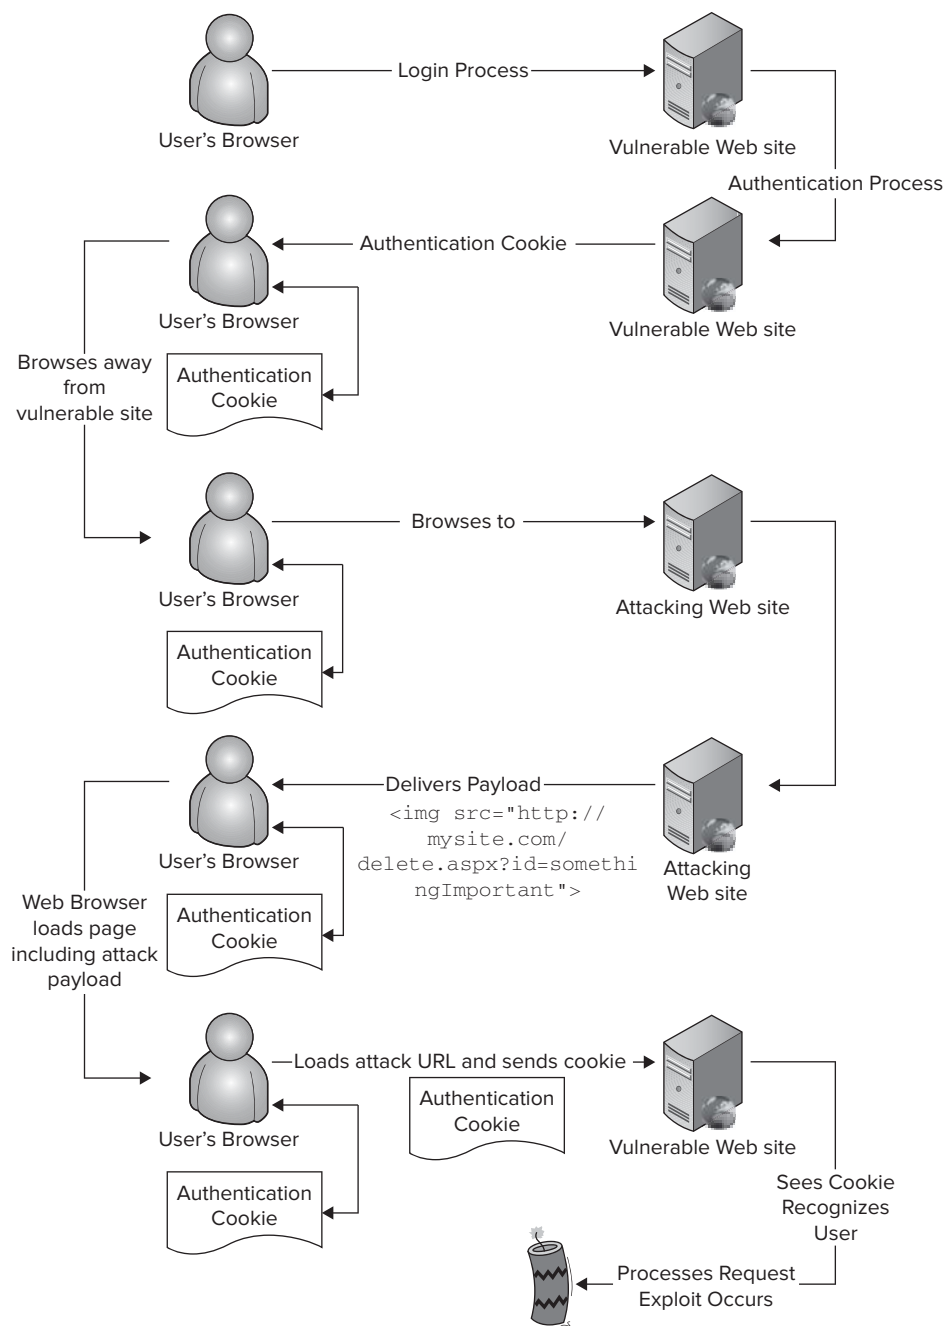 Login Process
User's Browser
Vulnerable Web site
Authentication Process
Authentication Cookie
User's Browser
Vulnerable Web site
Browses away
from
vulnerable site
Authentication
Cookie
Browses to
User's Browser
Attacking Web site
Authentication
Cookie
Delivers Payload
<img src="http://
mysite.com/
delete.aspx?id=somethi
ngImportant">
User's Browser
Attacking
Web site
Web Browser
loads page
including attack
payload
Authentication
Cookie
Loads attack URL and sends cookie
Authentication
Cookie
User's Browser
Vulnerable Web site
Authentication
Cookie
Sees Cookie
Recognizes
User
Processes Request
Exploit Occurs